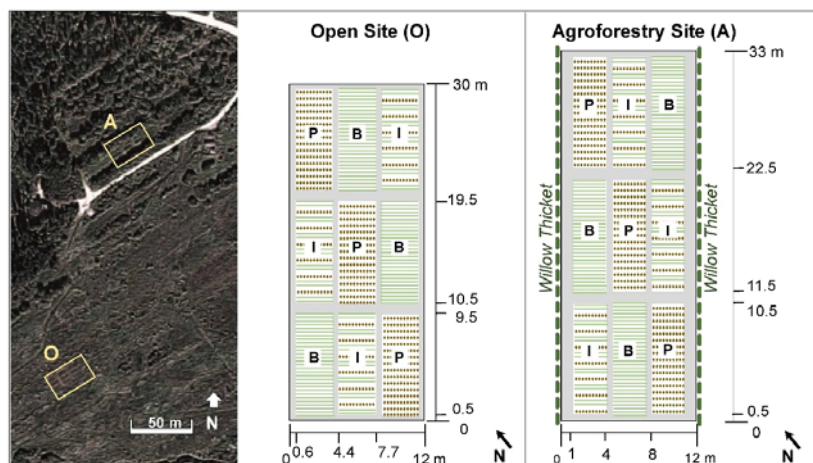 A
O
50 m
N
Open Site (O)
P B I
I P B
B I P
30 m
19.5
10.5
9.5
0.5
0
0 0.6 4.4 7.7 12 m
N
Agroforestry Site (A)
P I B
B P I
I B P
Willow Thicket
Willow Thicket
33 m
22.5
11.5
10.5
0.5
0
0 1 4 8 12 m
N